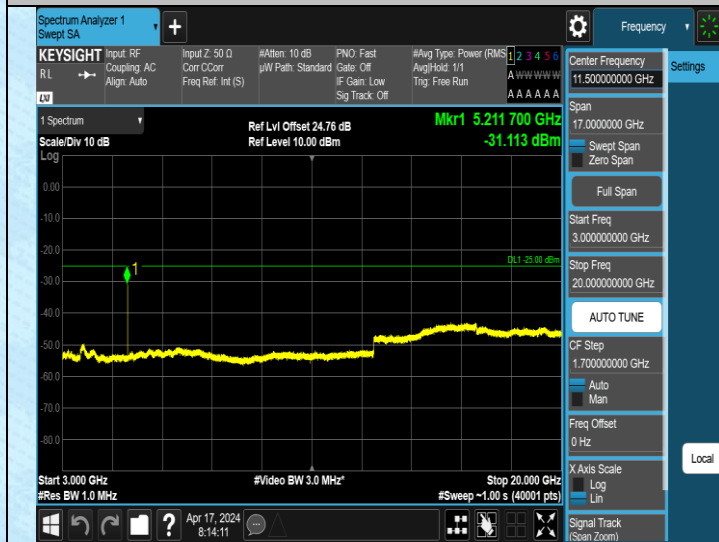 Spectrum Analyzer 1
Swept SA
+
Frequency
KEYSIGHT
RL
LXI
Input: RF
Coupling: AC
Align: Auto
Input Z: 50 Ω
Corr CCorr
Freq Ref: Int (S)
#Atten: 10 dB
µW Path: Standard
PNO: Fast
Gate: Off
IF Gain: Low
Sig Track: Off
#Avg Type: Power (RMS
Avg|Hold: 1/1
Trig: Free Run
1 2 3 4 5 6
A W W W W W
A A A A A A
1 Spectrum
Scale/Div 10 dB
Log
Ref Lvl Offset 24.76 dB
Ref Level 10.00 dBm
Mkr1 5.211 700 GHz
-31.113 dBm
0.00
-10.0
-20.0
-30.0
-40.0
-50.0
-60.0
-70.0
-80.0
1
DL1 -25.00 dBm
Start 3.000 GHz
#Res BW 1.0 MHz
#Video BW 3.0 MHz*
Stop 20.000 GHz
#Sweep ~1.00 s (40001 pts)
?
Apr 17, 2024
8:14:11
Center Frequency
11.500000000 GHz
Span
17.0000000 GHz
Swept Span
Zero Span
Full Span
Start Freq
3.000000000 GHz
Stop Freq
20.000000000 GHz
AUTO TUNE
CF Step
1.700000000 GHz
Auto
Man
Freq Offset
0 Hz
X Axis Scale
Log
Lin
Signal Track
(Span Zoom)
Settings
Local